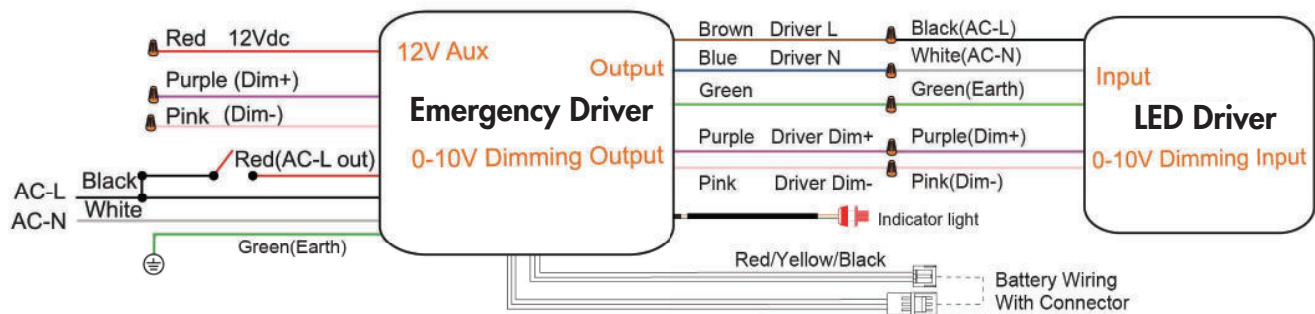 Red 12Vdc
Purple (Dim+)
Pink (Dim-)
Red(AC-L out)
AC-L Black
AC-N White
Green(Earth)
12V Aux
Output
Emergency Driver
0-10V Dimming Output
Brown Driver L Black(AC-L)
Blue Driver N White(AC-N)
Green Green(Earth)
Purple Driver Dim+ Purple(Dim+)
Pink Driver Dim- Pink(Dim-)
Indicator light
Red/Yellow/Black
Battery Wiring
With Connector
Input
LED Driver
0-10V Dimming Input